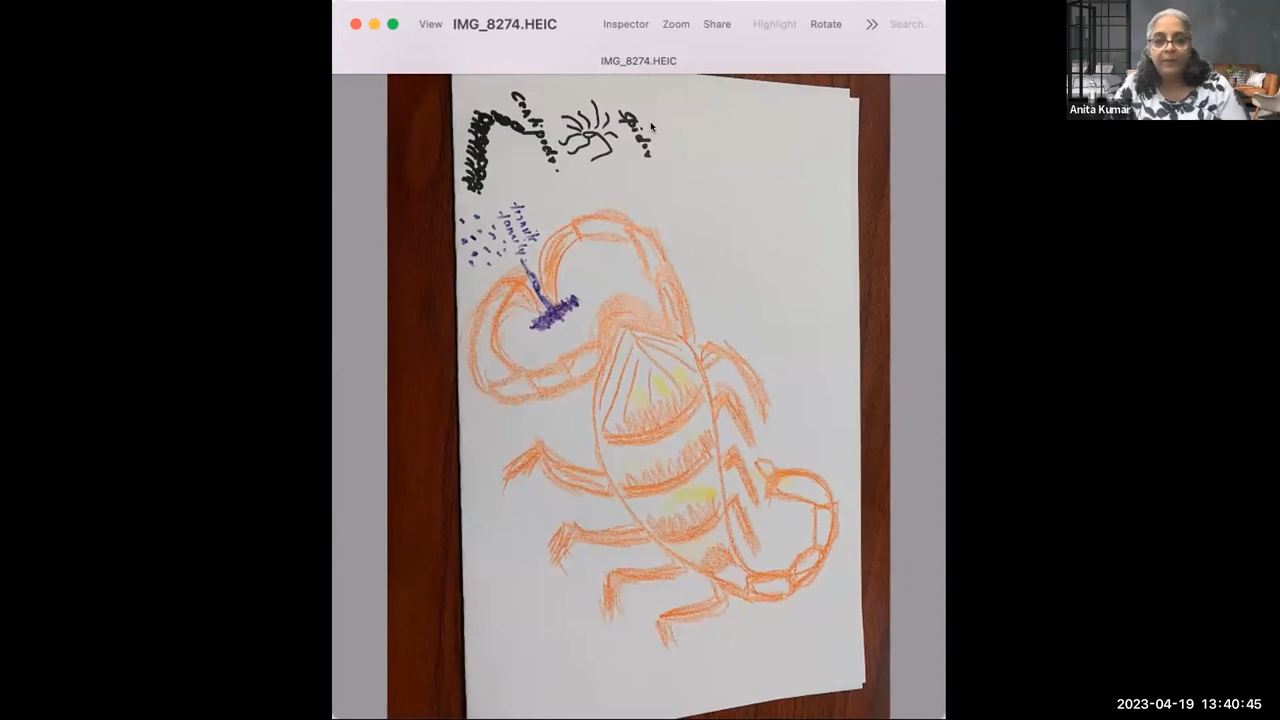 View IMG_8274.HEIC Inspector Zoom Share Highlight Rotate Search...
IMG_8274.HEIC
Anita Kumar
family
2023-04-19 13:40:45